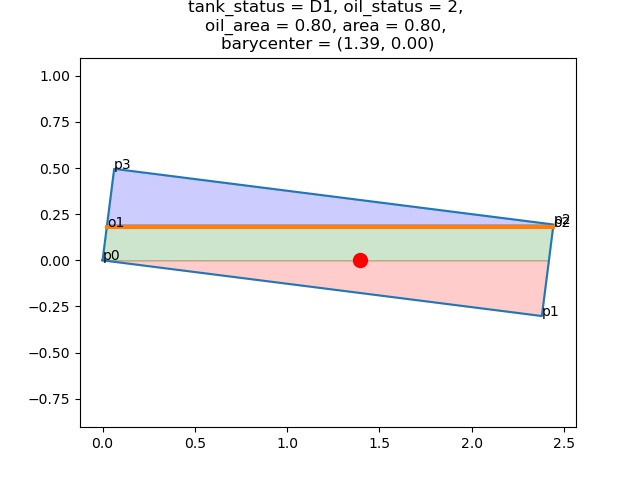 tank_status = D1, oil_status = 2,
oil_area = 0.80, area = 0.80,
barycenter = (1.39, 0.00)
1.00
0.75
0.50
0.25
0.00
−0.25
−0.50
−0.75
p3
p2
o1
p0
p1
0.0
0.5
1.0
1.5
2.0
2.5